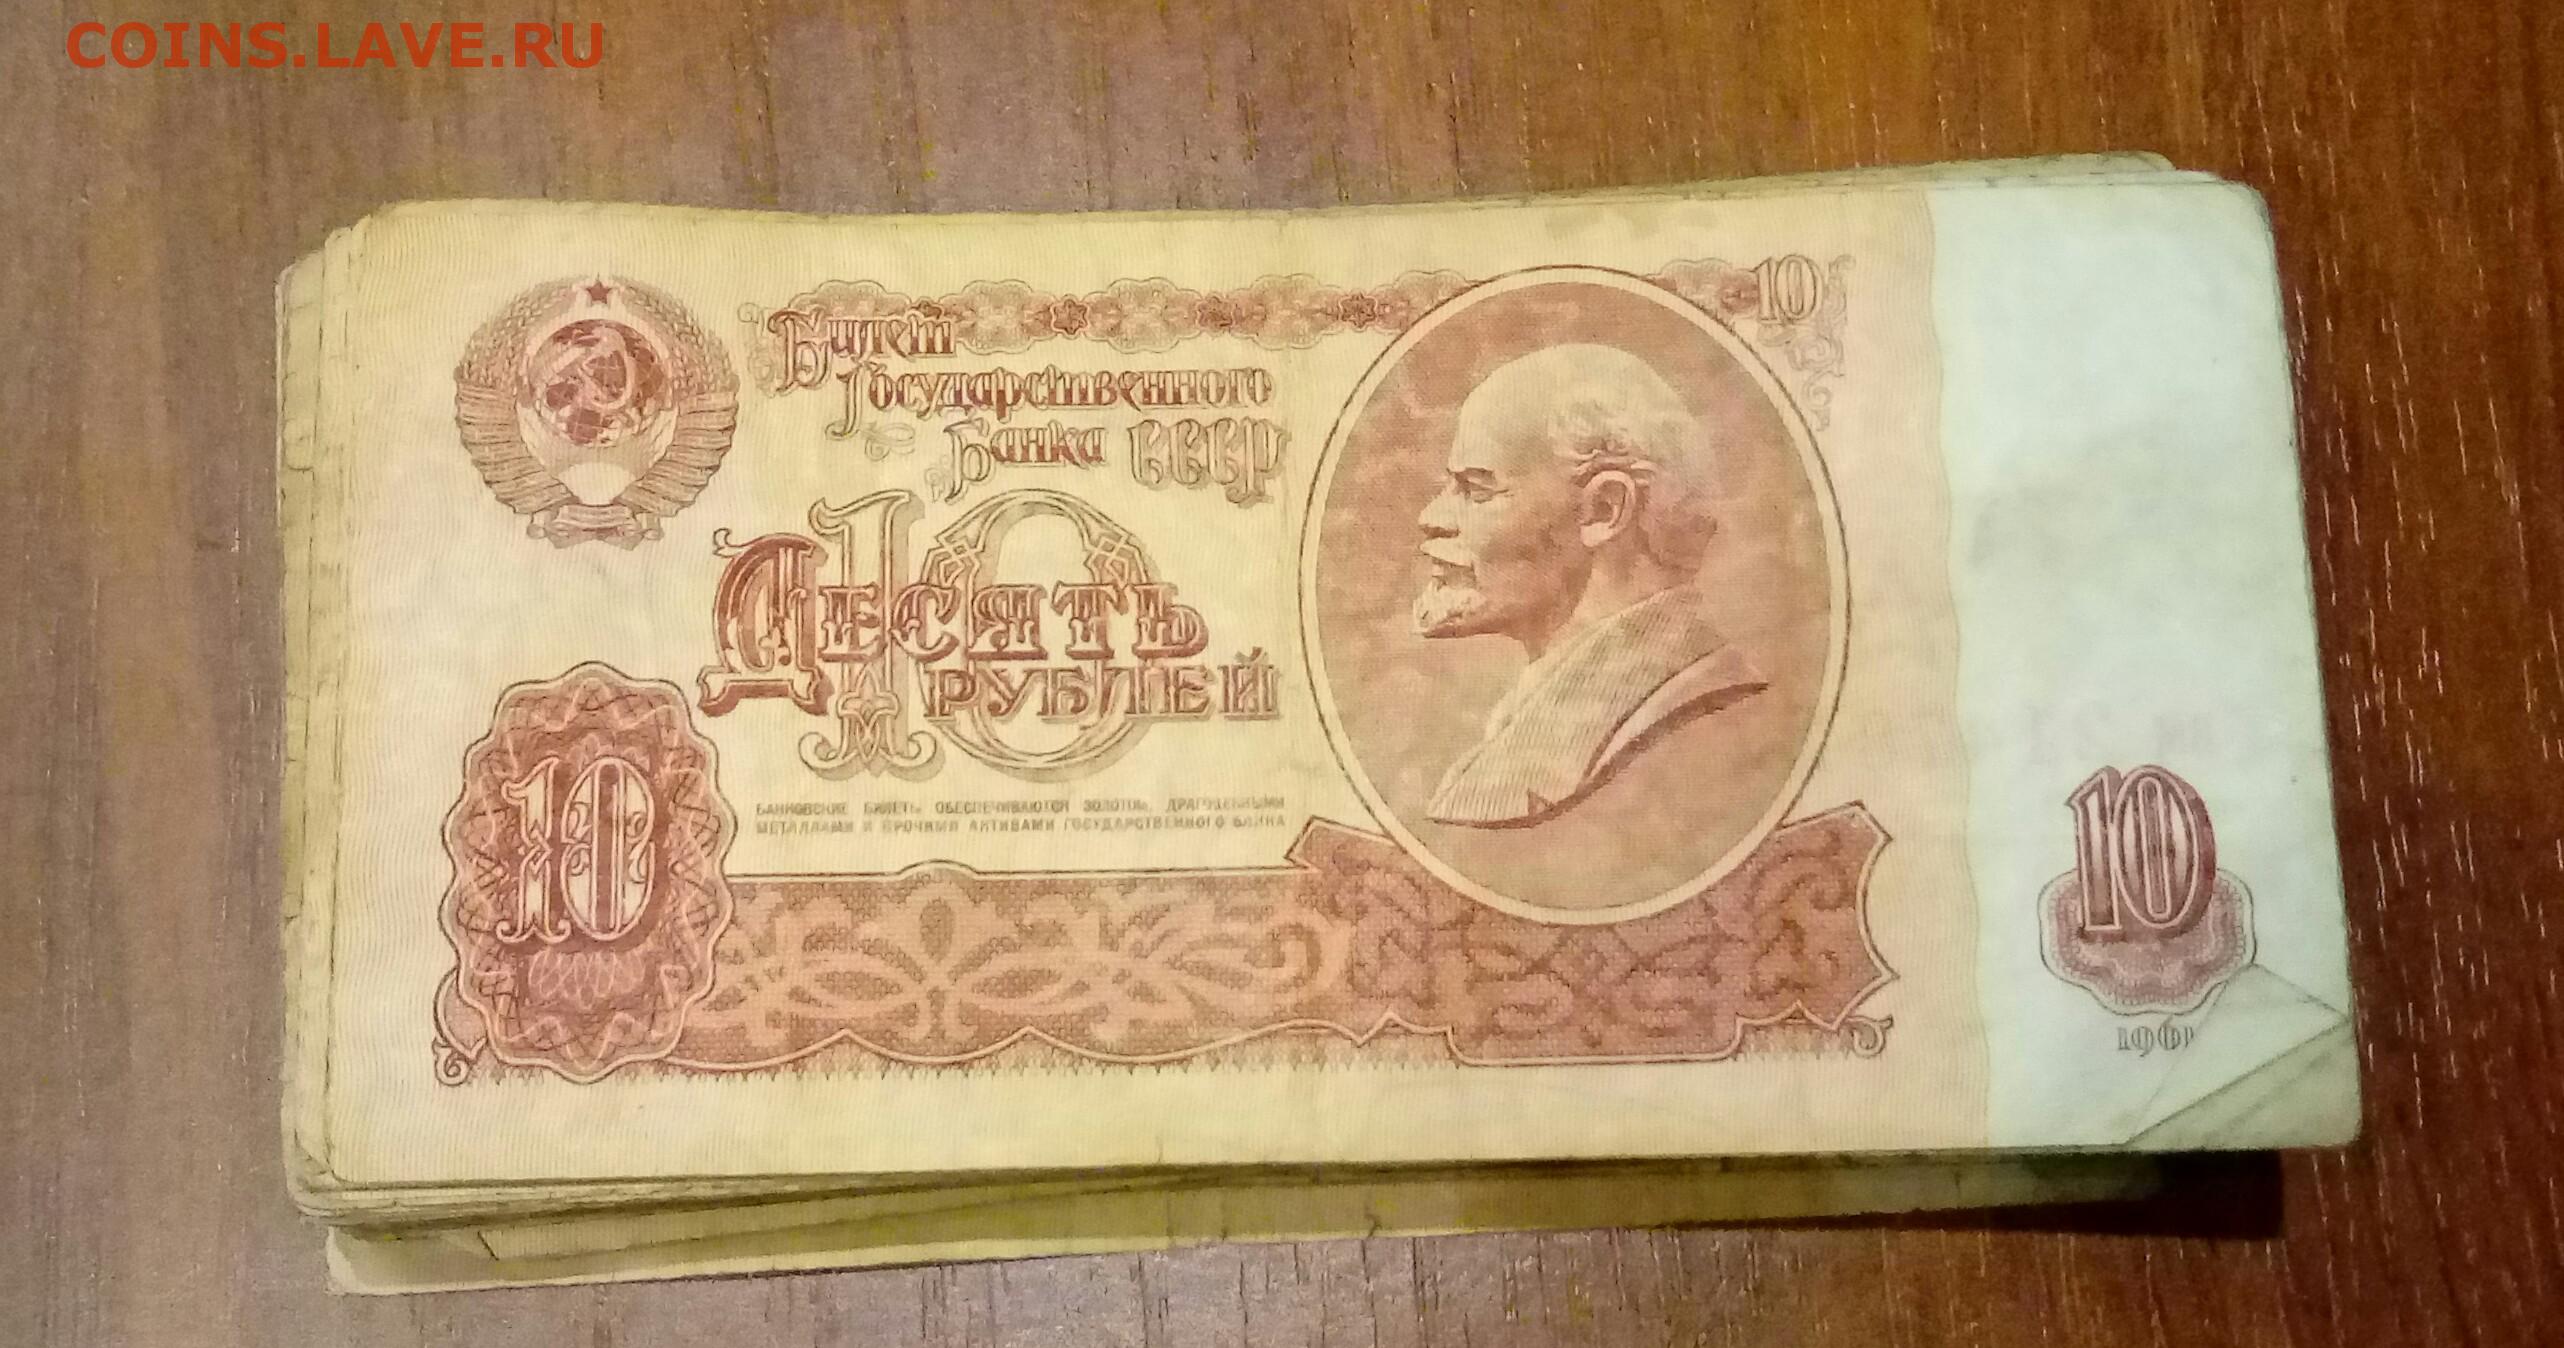 COINS.LAVE.RU
Билет
Государственного
Банка СССР
10
10
Десять
рублей
БАНКОВСКИЕ БИЛЕТЫ ОБЕСПЕЧИВАЮТСЯ ЗОЛОТОМ, ДРАГОЦЕННЫМИ
МЕТАЛЛАМИ И ПРОЧИМИ АКТИВАМИ ГОСУДАРСТВЕННОГО БАНКА
10
10
1961